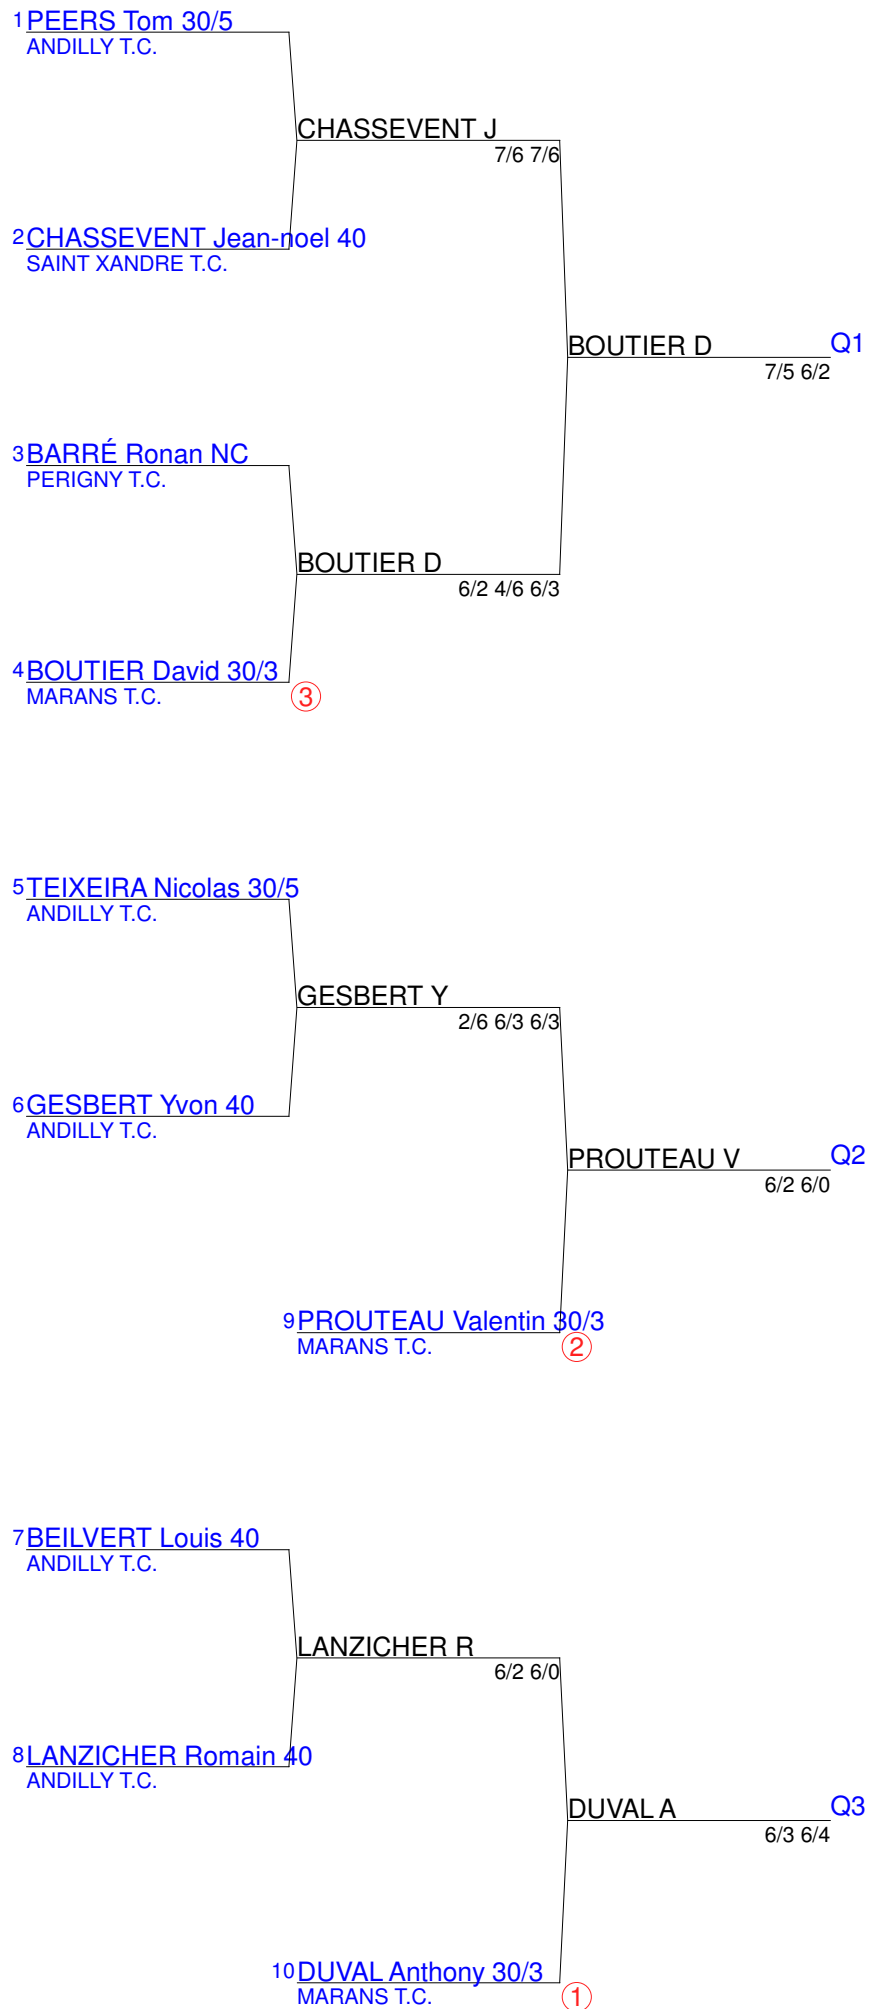 1 PEERS Tom 30/5
ANDILLY T.C.
CHASSEVENT J
7/6 7/6
2 CHASSEVENT Jean-noel 40
SAINT XANDRE T.C.
BOUTIER D Q1
7/5 6/2
3 BARRÉ Ronan NC
PERIGNY T.C.
BOUTIER D
6/2 4/6 6/3
4 BOUTIER David 30/3
MARANS T.C. 3
5 TEIXEIRA Nicolas 30/5
ANDILLY T.C.
GESBERT Y
2/6 6/3 6/3
6 GESBERT Yvon 40
ANDILLY T.C.
PROUTEAU V Q2
6/2 6/0
9 PROUTEAU Valentin 30/3
MARANS T.C. 2
7 BEILVERT Louis 40
ANDILLY T.C.
LANZICHER R
6/2 6/0
8 LANZICHER Romain 40
ANDILLY T.C.
DUVAL A Q3
6/3 6/4
10 DUVAL Anthony 30/3
MARANS T.C. 1